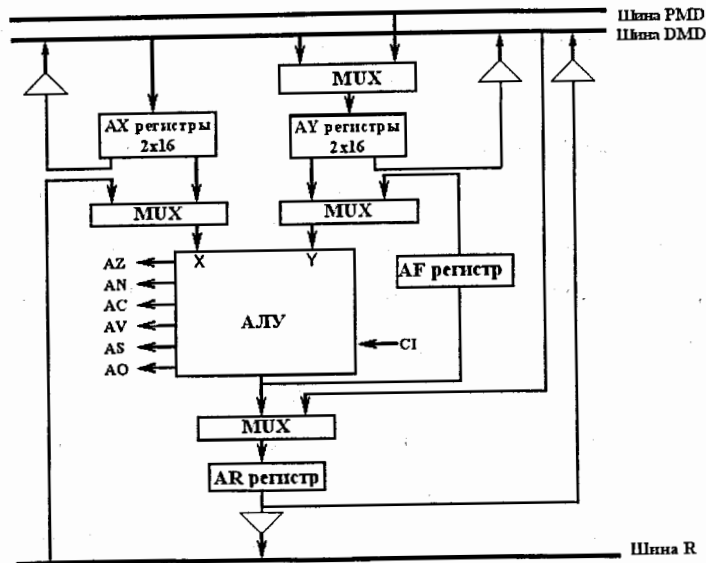 Шина PMD
Шина DMD
MUX
AX регистры
2x16
AY регистры
2x16
MUX
MUX
AZ
AN
AC
AV
AS
AO
X
Y
АЛУ
AF регистр
CI
MUX
AR регистр
Шина R